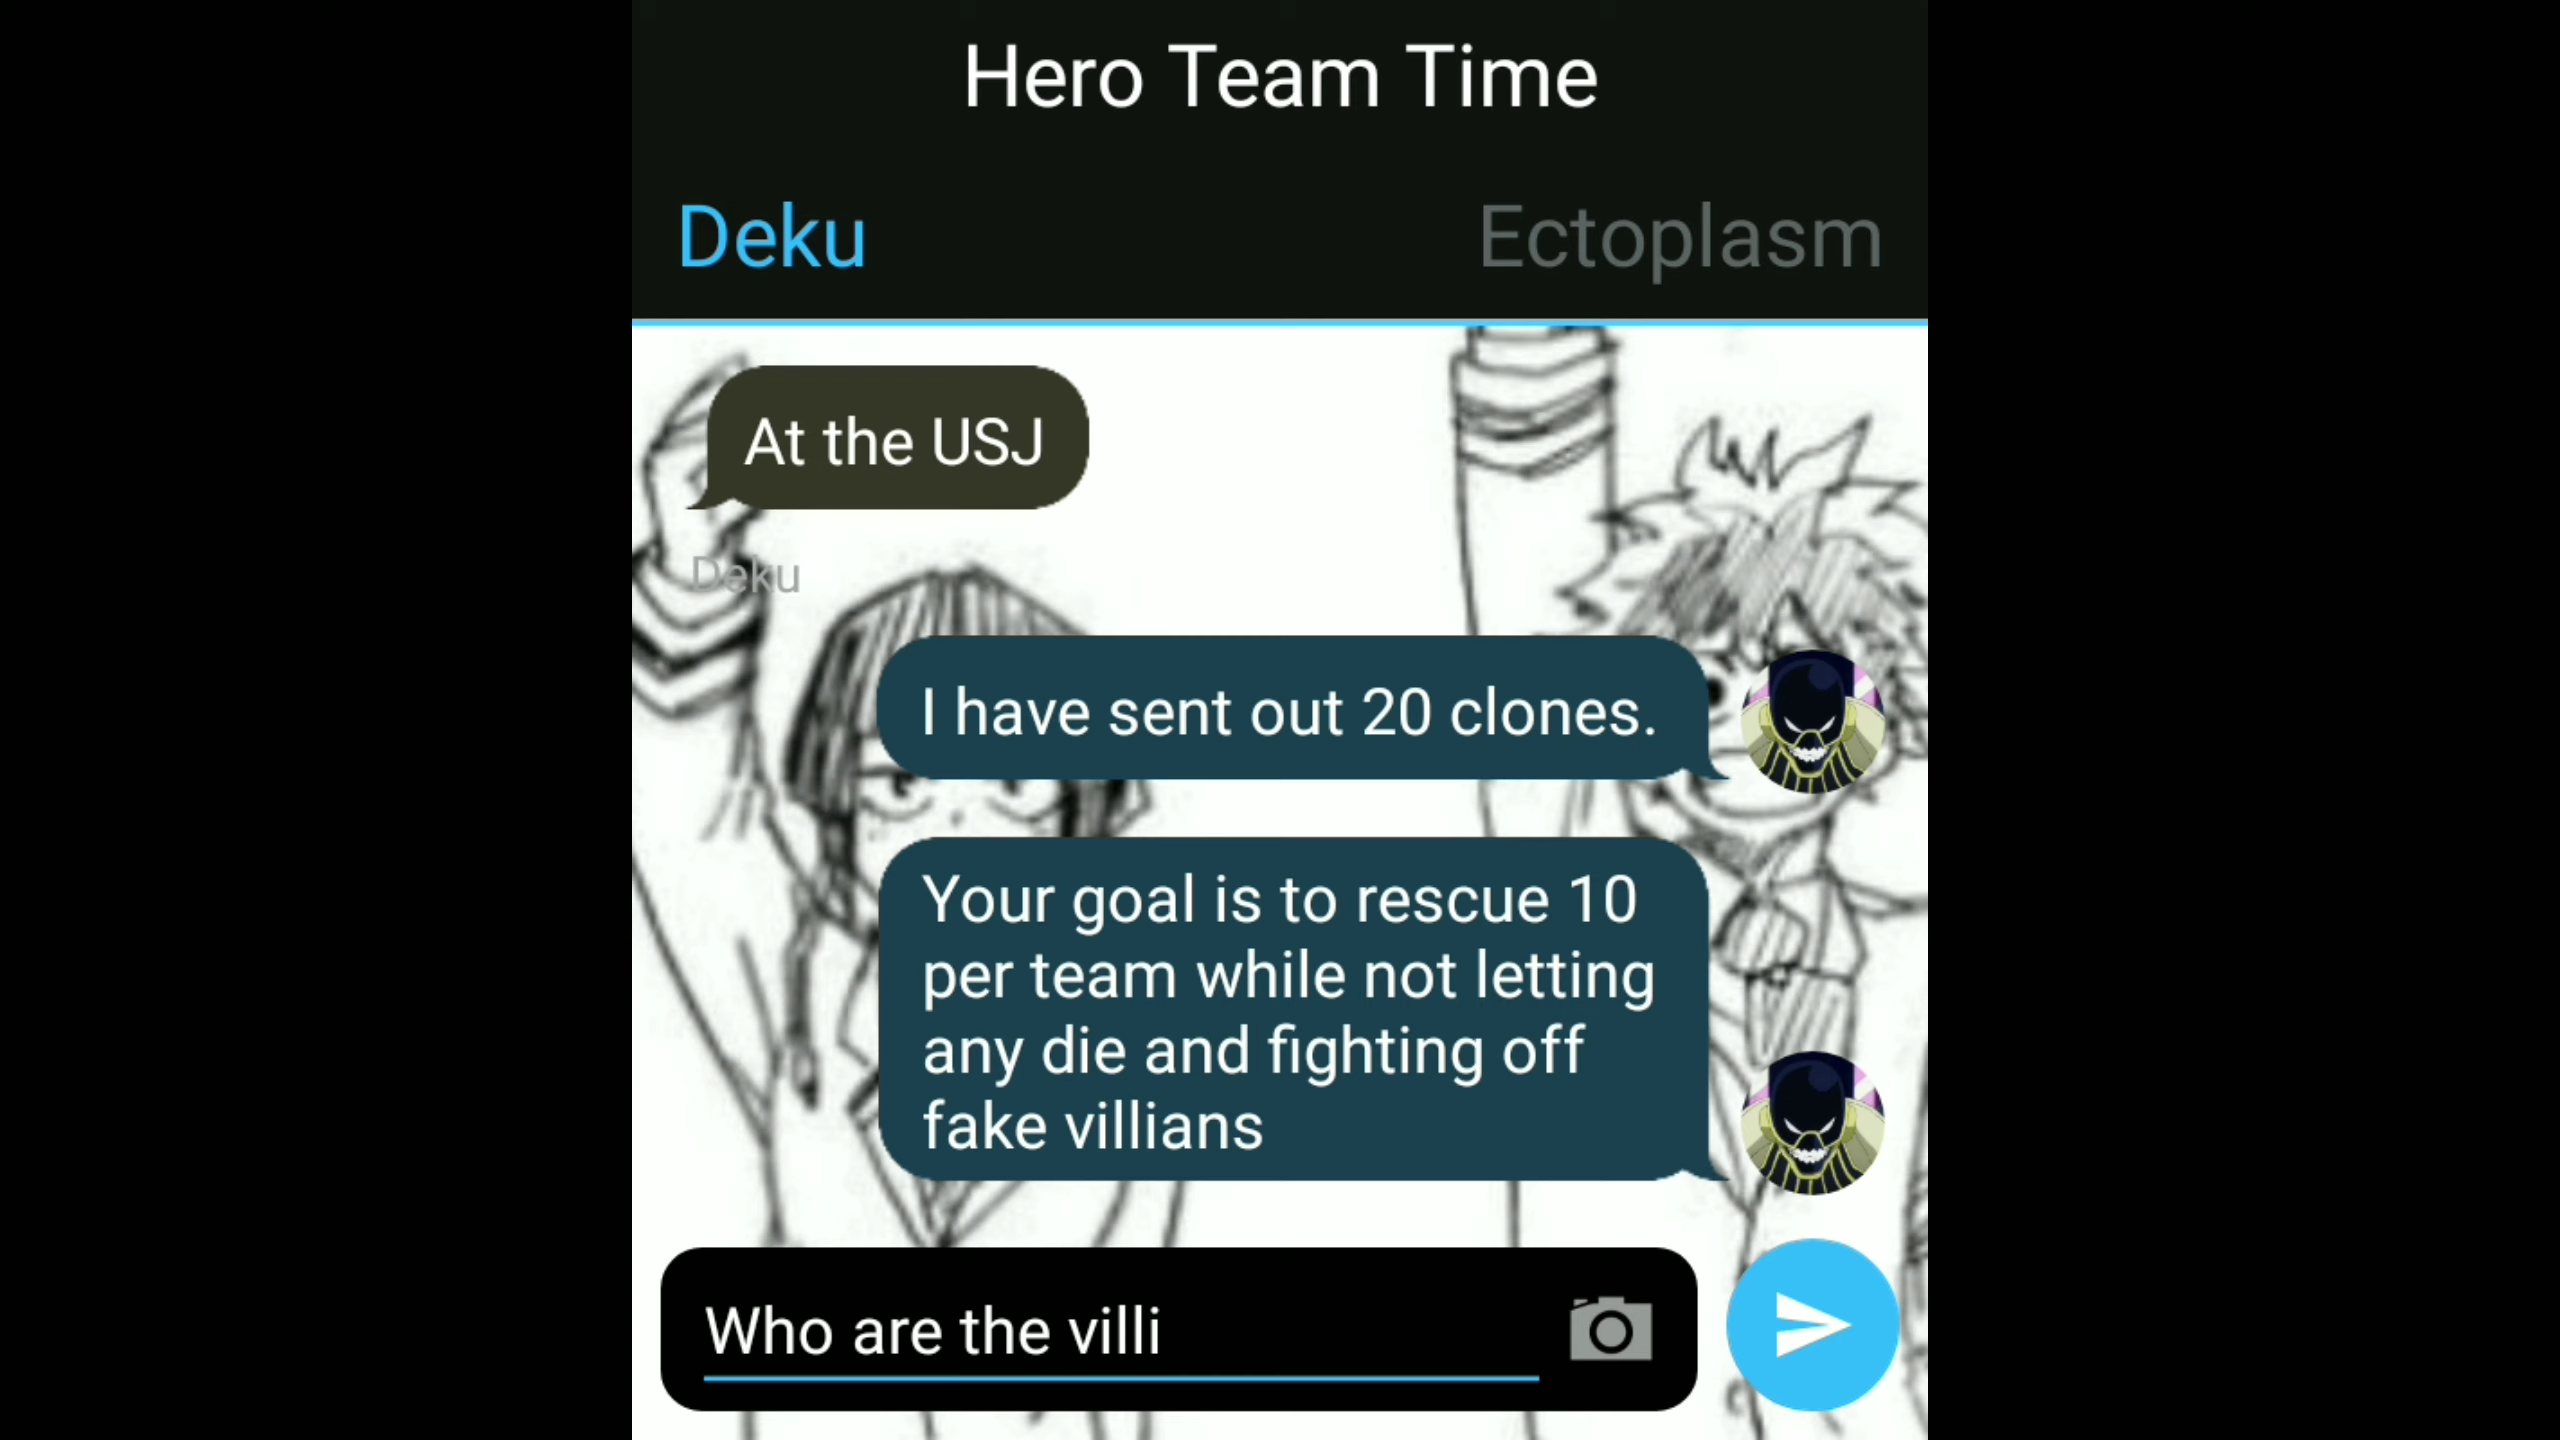 Hero Team Time
Deku
Ectoplasm
At the USJ
Deku
I have sent out 20 clones.
Your goal is to rescue 10
per team while not letting
any die and fighting off
fake villians
Who are the villi